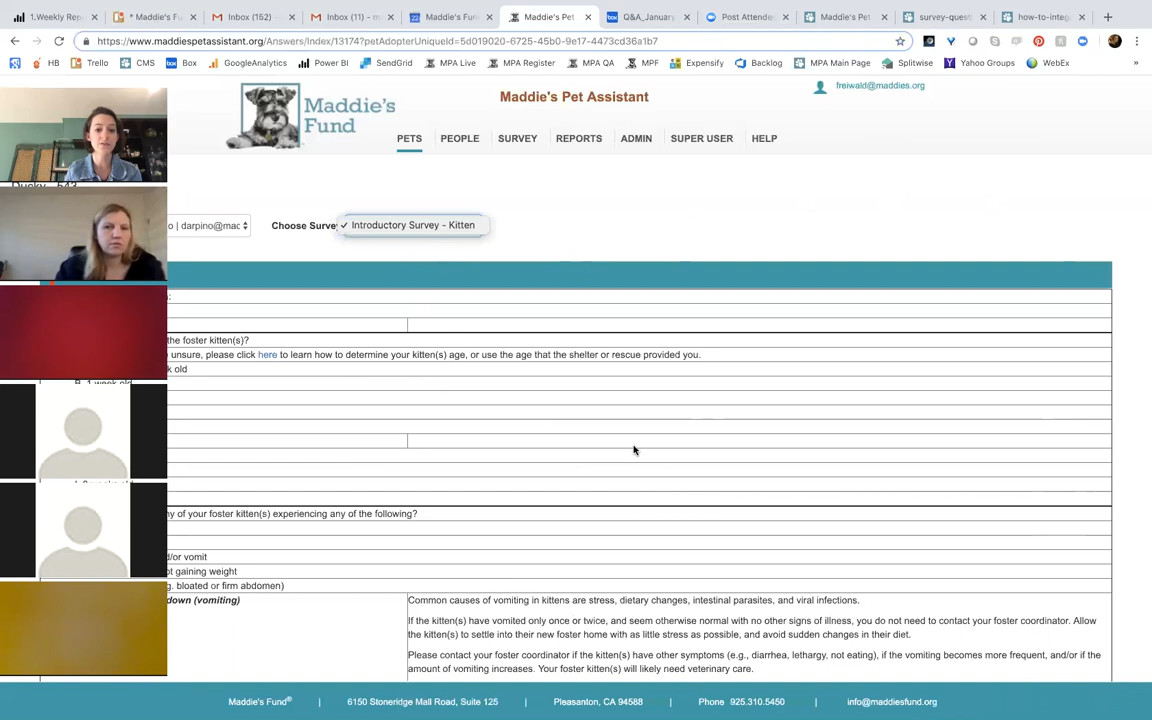 1.Weekly Rep
* Maddie's Fu
Inbox (152) -
Inbox (11) - m
Maddie's Fun
Maddie's Pet
Q&A_January
Post Attende
Maddie's Pet
survey-quest
how-to-integ
https://www.maddiespetassistant.org/Answers/Index/13174?petAdopterUniqueId=5d019020-6725-45b0-9e17-4473cd36a1b7
HB
Trello
CMS
Box
GoogleAnalytics
Power BI
SendGrid
MPA Live
MPA Register
MPA QA
MPF
Expensify
Backlog
MPA Main Page
Splitwise
Yahoo Groups
WebEx
»
Maddie's Fund
Maddie's Pet Assistant
freiwald@maddies.org
PETS
PEOPLE
SURVEY
REPORTS
ADMIN
SUPER USER
HELP
o | darpino@mac
Choose Survey
✓ Introductory Survey - Kitten
):
the foster kitten(s)?
unsure, please click here to learn how to determine your kitten(s) age, or use the age that the shelter or rescue provided you.
k old
B. 1 week old
ny of your foster kitten(s) experiencing any of the following?
d/or vomit
ot gaining weight
g. bloated or firm abdomen)
down (vomiting)
Common causes of vomiting in kittens are stress, dietary changes, intestinal parasites, and viral infections.
If the kitten(s) have vomited only once or twice, and seem otherwise normal with no other signs of illness, you do not need to contact your foster coordinator. Allow
the kitten(s) to settle into their new foster home with as little stress as possible, and avoid sudden changes in their diet.
Please contact your foster coordinator if the kitten(s) have other symptoms (e.g., diarrhea, lethargy, not eating), if the vomiting becomes more frequent, and/or if the
amount of vomiting increases. Your foster kitten(s) will likely need veterinary care.
Maddie's Fund® | 6150 Stoneridge Mall Road, Suite 125 | Pleasanton, CA 94588 | Phone 925.310.5450 | info@maddiesfund.org